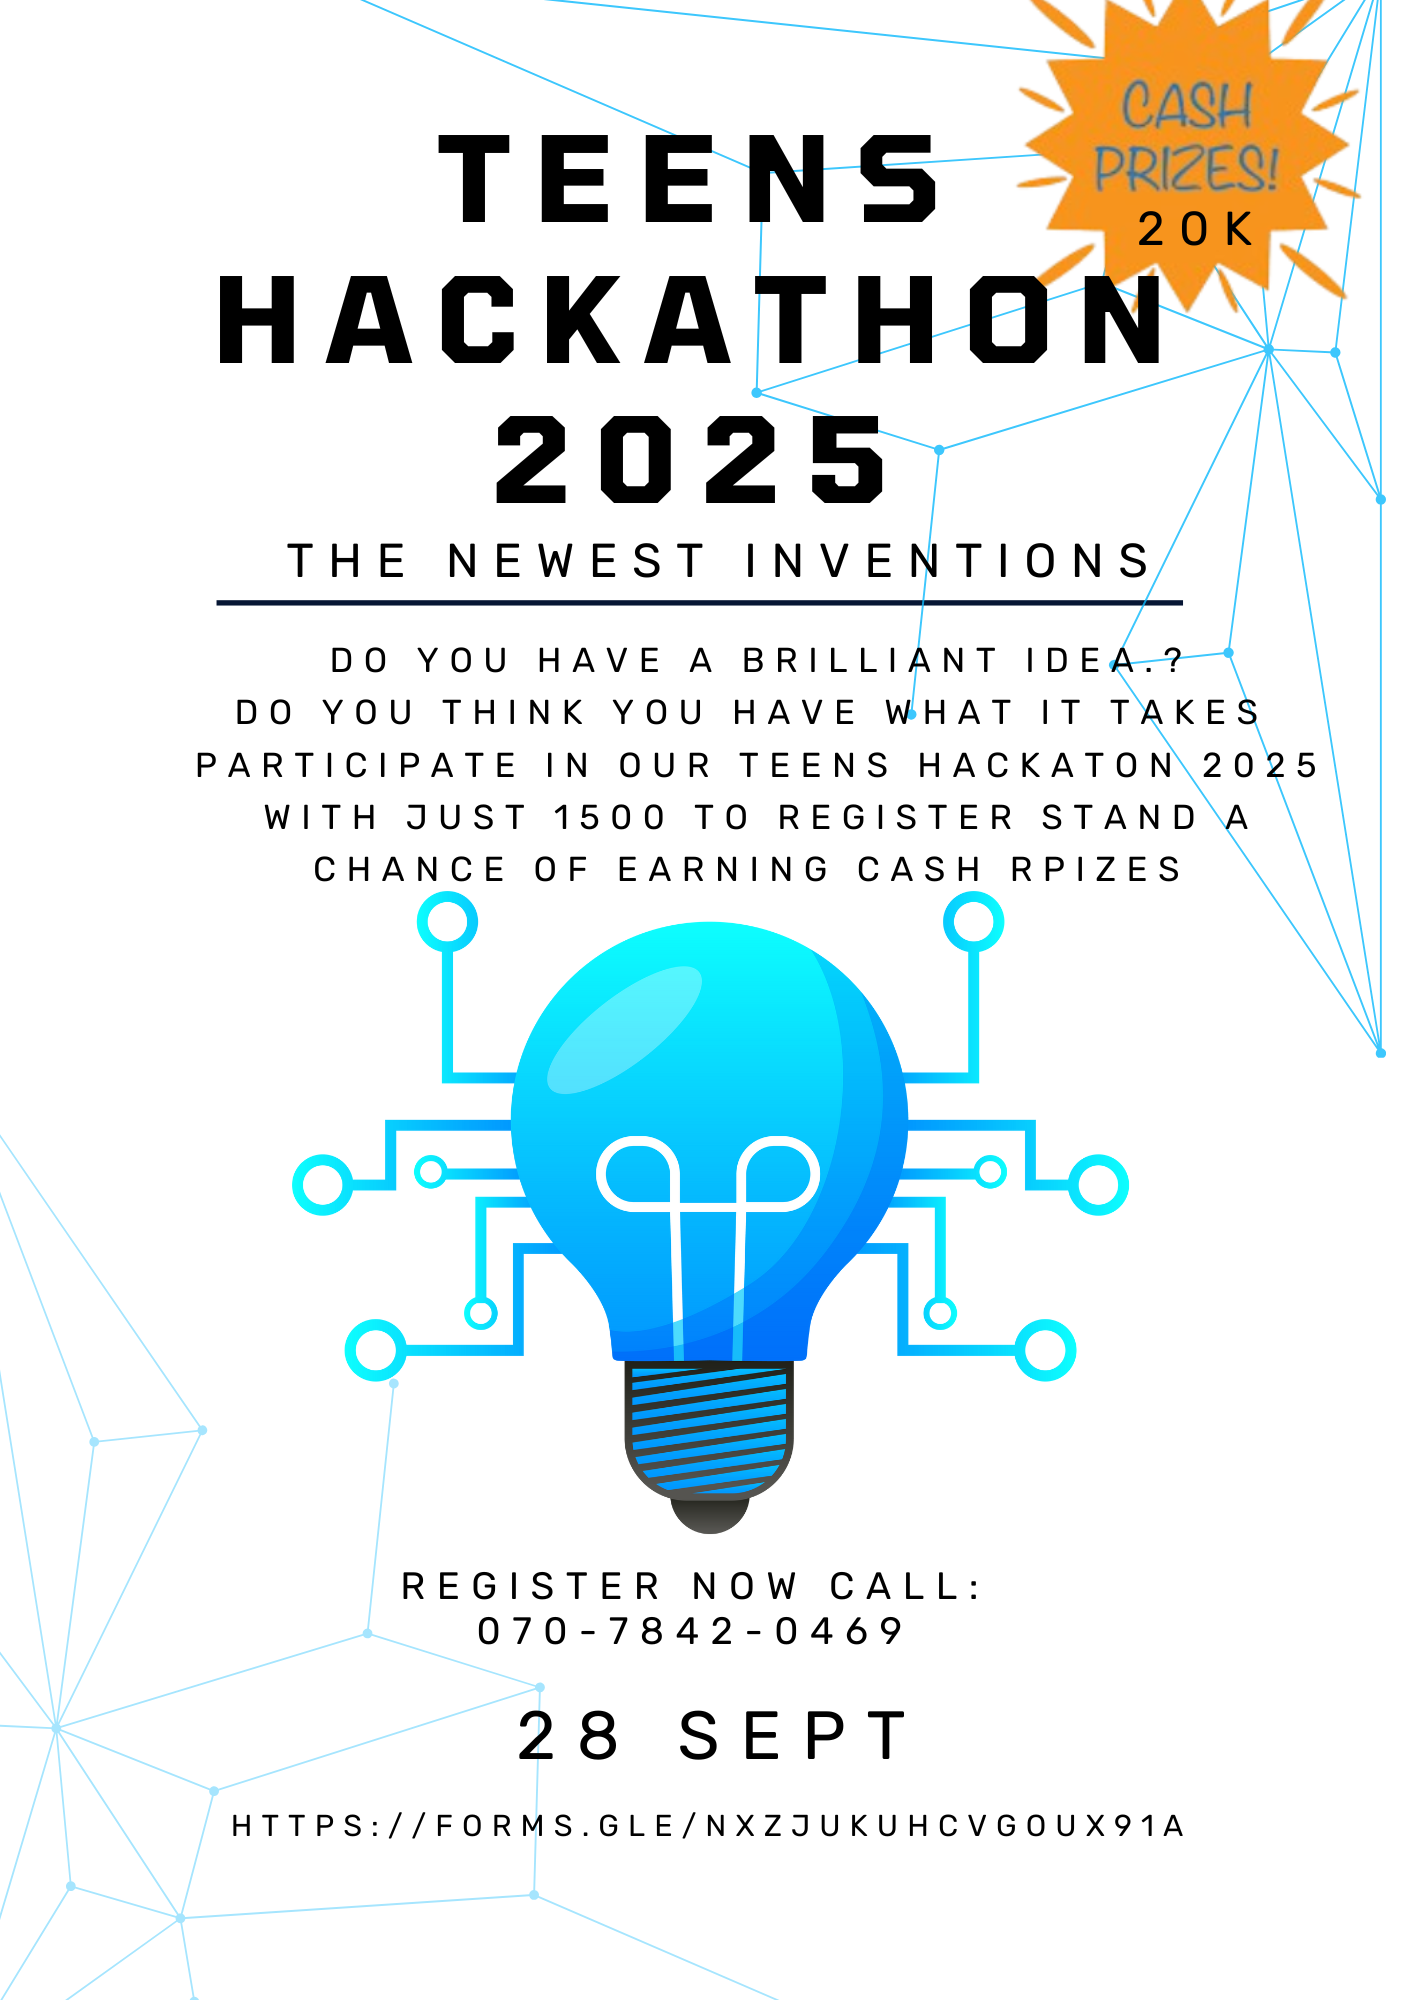 CASH
PRIZES!
20K
TEENS
HACKATHON
2025
THE NEWEST INVENTIONS
DO YOU HAVE A BRILLIANT IDEA.?
DO YOU THINK YOU HAVE WHAT IT TAKES
PARTICIPATE IN OUR TEENS HACKATON 2025
WITH JUST 1500 TO REGISTER STAND A
CHANCE OF EARNING CASH RPIZES
REGISTER NOW CALL:
070-7842-0469
28 SEPT
HTTPS://FORMS.GLE/NXZJUKUHCVGOUX91A